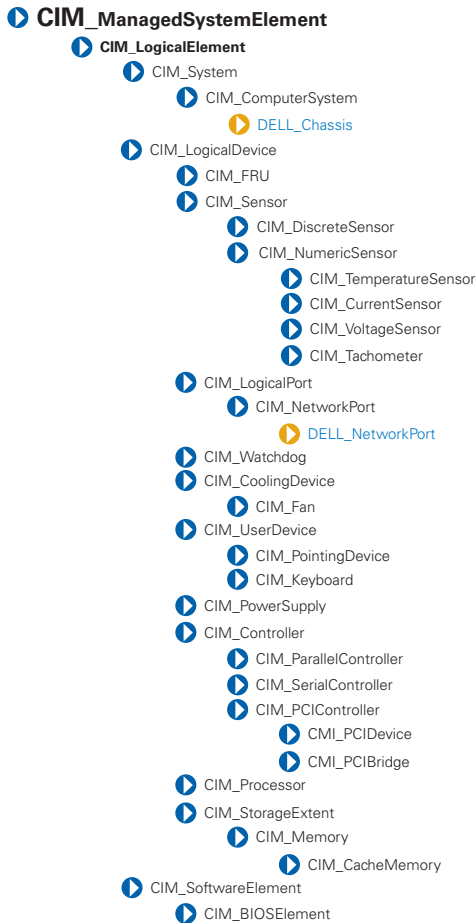 CIM_ManagedSystemElement
CIM_LogicalElement
CIM_System
CIM_ComputerSystem
DELL_Chassis
CIM_LogicalDevice
CIM_FRU
CIM_Sensor
CIM_DiscreteSensor
CIM_NumericSensor
CIM_TemperatureSensor
CIM_CurrentSensor
CIM_VoltageSensor
CIM_Tachometer
CIM_LogicalPort
CIM_NetworkPort
DELL_NetworkPort
CIM_Watchdog
CIM_CoolingDevice
CIM_Fan
CIM_UserDevice
CIM_PointingDevice
CIM_Keyboard
CIM_PowerSupply
CIM_Controller
CIM_ParallelController
CIM_SerialController
CIM_PCIController
CMI_PCIDevice
CMI_PCIBridge
CIM_Processor
CIM_StorageExtent
CIM_Memory
CIM_CacheMemory
CIM_SoftwareElement
CIM_BIOSElement